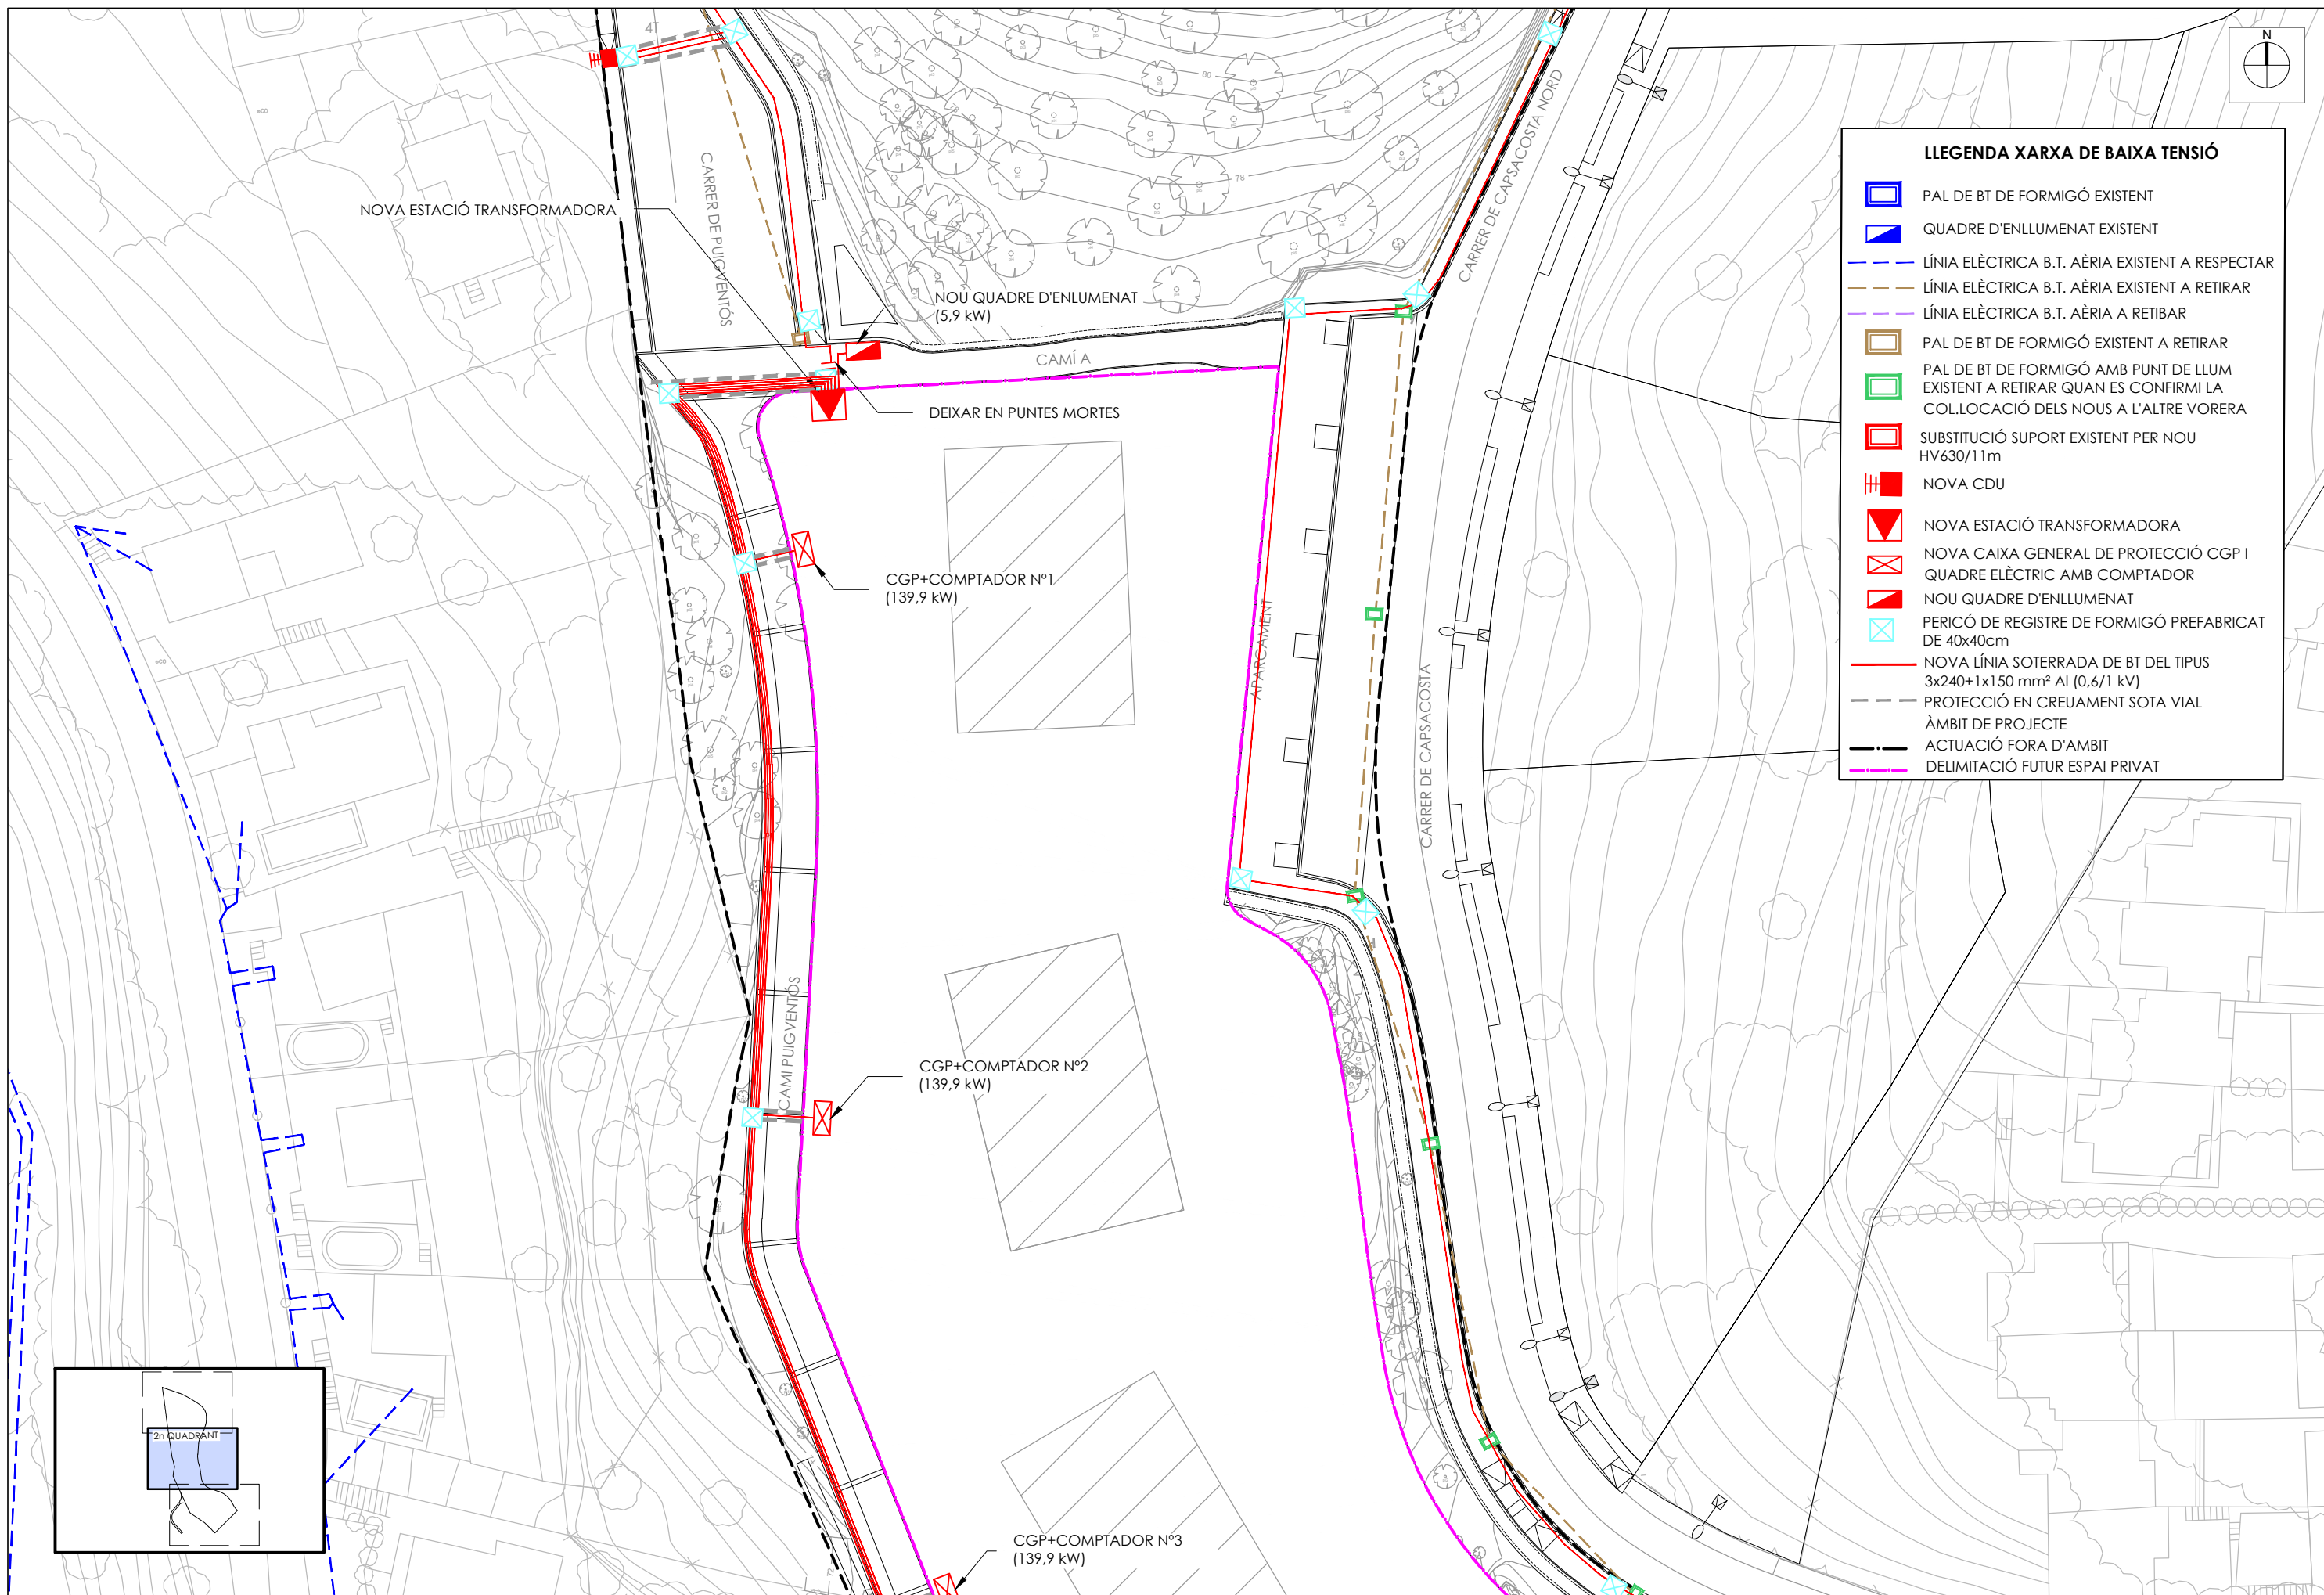 N
LLEGENDA XARXA DE BAIXA TENSIÓ
PAL DE BT DE FORMIGÓ EXISTENT
QUADRE D'ENLLUMENAT EXISTENT
LÍNIA ELÈCTRICA B.T. AÈRIA EXISTENT A RESPECTAR
LÍNIA ELÈCTRICA B.T. AÈRIA EXISTENT A RETIRAR
LÍNIA ELÈCTRICA B.T. AÈRIA A RETIBAR
PAL DE BT DE FORMIGÓ EXISTENT A RETIRAR
PAL DE BT DE FORMIGÓ AMB PUNT DE LLUM
EXISTENT A RETIRAR QUAN ES CONFIRMI LA
COL.LOCACIÓ DELS NOUS A L'ALTRE VORERA
SUBSTITUCIÓ SUPORT EXISTENT PER NOU
HV630/11m
NOVA CDU
NOVA ESTACIÓ TRANSFORMADORA
NOVA CAIXA GENERAL DE PROTECCIÓ CGP I
QUADRE ELÈCTRIC AMB COMPTADOR
NOU QUADRE D'ENLLUMENAT
PERICÓ DE REGISTRE DE FORMIGÓ PREFABRICAT
DE 40x40cm
NOVA LÍNIA SOTERRADA DE BT DEL TIPUS
3x240+1x150 mm² Al (0,6/1 kV)
PROTECCIÓ EN CREUAMENT SOTA VIAL
ÀMBIT DE PROJECTE
ACTUACIÓ FORA D'AMBIT
DELIMITACIÓ FUTUR ESPAI PRIVAT
80
78
CARRER DE PUIGVENTÓS
CARRER DE CAPSACOSTA NORD
NOVA ESTACIÓ TRANSFORMADORA
NOU QUADRE D'ENLUMENAT
(5,9 kW)
CAMÍ A
DEIXAR EN PUNTES MORTES
CGP+COMPTADOR Nº1
(139,9 kW)
APARCAMENT
CARRER DE CAPSACOSTA
CAMI PUIGVENTÓS
CGP+COMPTADOR Nº2
(139,9 kW)
2n QUADRANT
CGP+COMPTADOR Nº3
(139,9 kW)